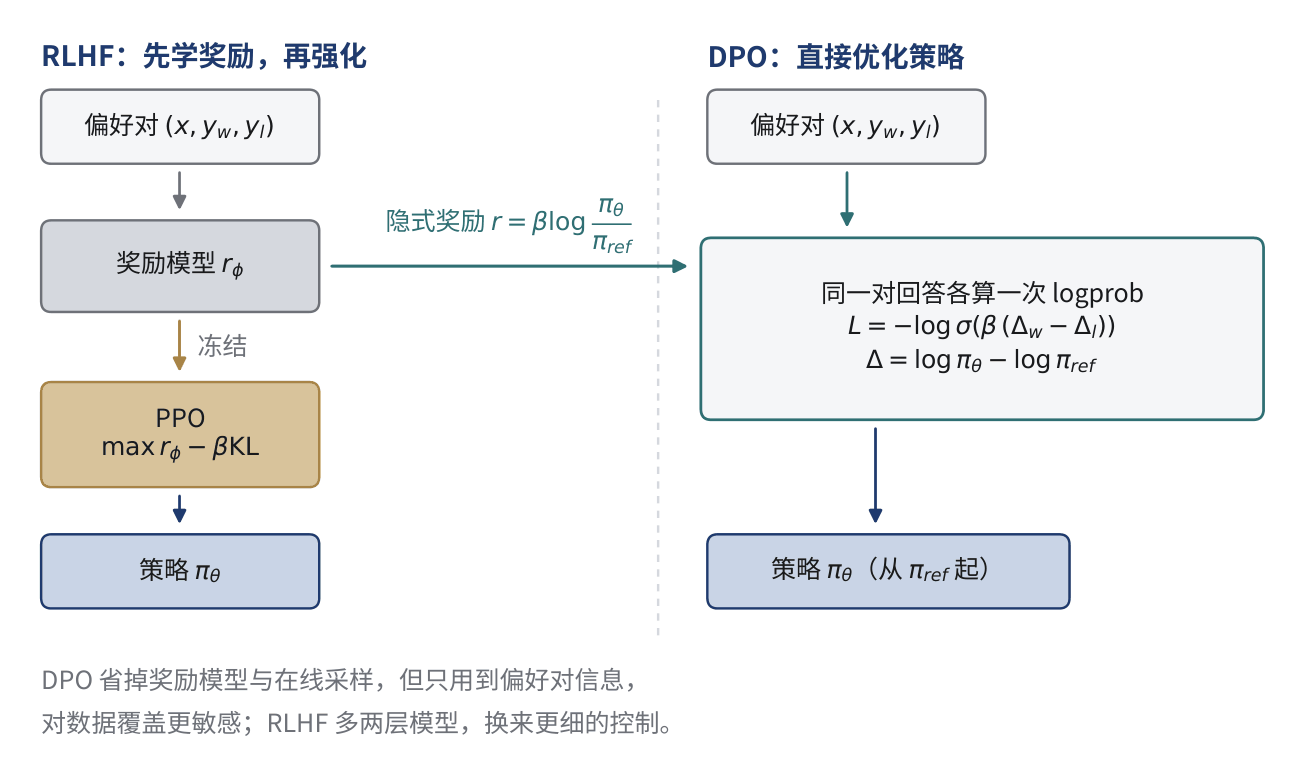 RLHF：先学奖励，再强化
偏好对 (x, y_w, y_l)
奖励模型 r_ϕ
冻结
PPO
max r_ϕ − βKL
策略 π_θ
隐式奖励 r = βlog π_θ / π_ref
DPO：直接优化策略
偏好对 (x, y_w, y_l)
同一对回答各算一次 logprob
L = −log σ(β (Δ_w − Δ_l))
Δ = log π_θ − log π_ref
策略 π_θ（从 π_ref 起）
DPO 省掉奖励模型与在线采样，但只用到偏好对信息，
对数据覆盖更敏感；RLHF 多两层模型，换来更细的控制。